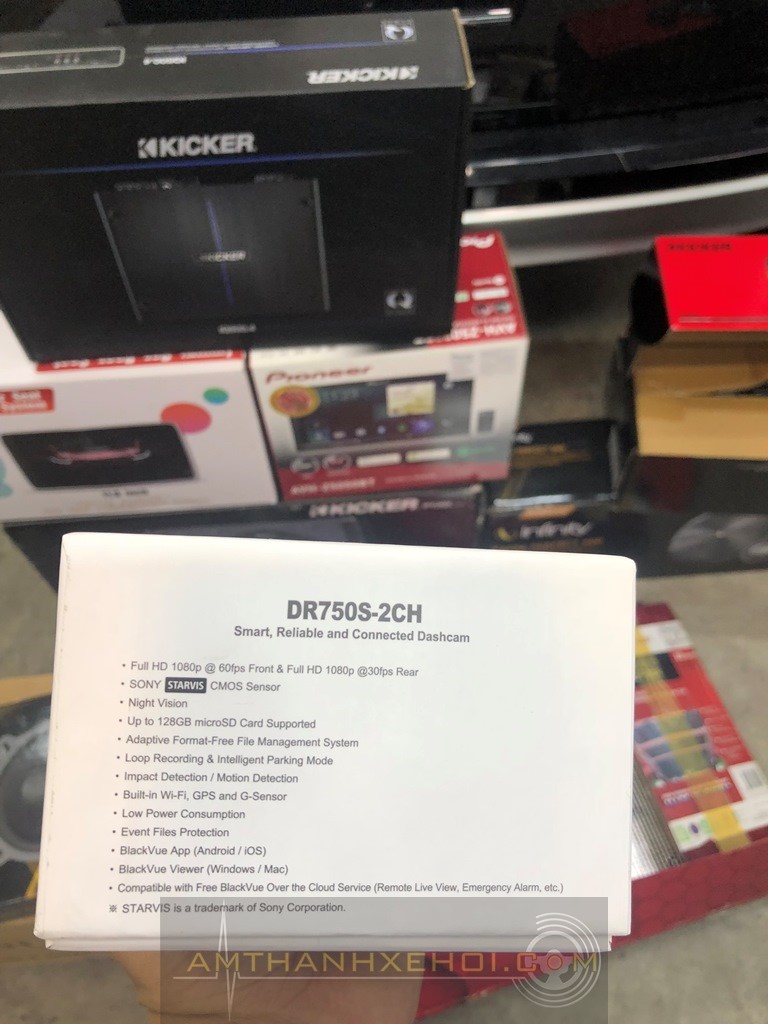 KICKER
KICKER
KICKER
Pioneer
KICKER
Infinity
DR750S-2CH
Smart, Reliable and Connected Dashcam
• Full HD 1080p @ 60fps Front & Full HD 1080p @30fps Rear
• SONY STARVIS CMOS Sensor
• Night Vision
• Up to 128GB microSD Card Supported
• Adaptive Format-Free File Management System
• Loop Recording & Intelligent Parking Mode
• Impact Detection / Motion Detection
• Built-in Wi-Fi, GPS and G-Sensor
• Low Power Consumption
• Event Files Protection
• BlackVue App (Android / iOS)
• BlackVue Viewer (Windows / Mac)
• Compatible with Free BlackVue Over the Cloud Service (Remote Live View, Emergency Alarm, etc.)
※ STARVIS is a trademark of Sony Corporation.
AMTHANHXEHOI.COM